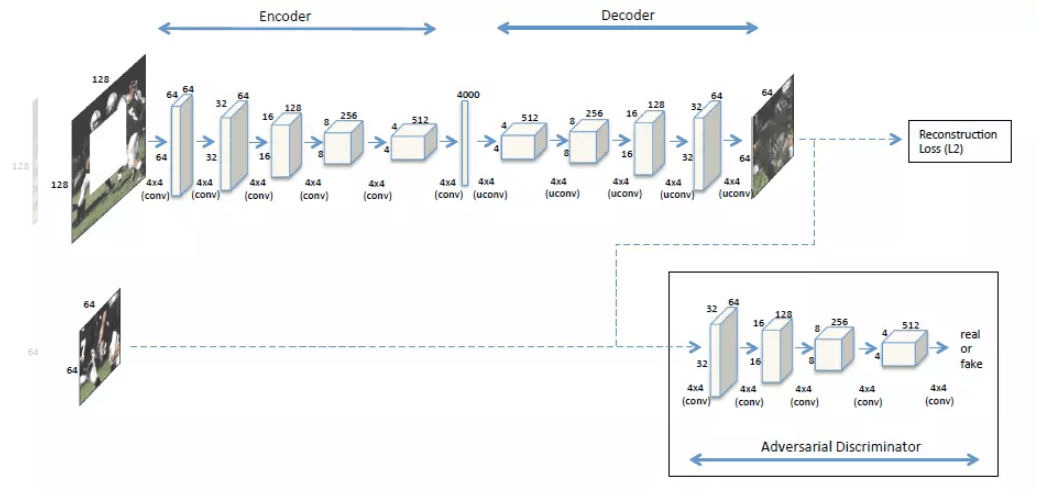 Encoder
Decoder
128
128
64 64
64
32 64
32
16 128
16
8 256
8
4 512
4
4000
4 512
4
8 256
8
16 128
16
32 64
32
64
64
4x4 (conv)
4x4 (conv)
4x4 (conv)
4x4 (conv)
4x4 (conv)
4x4 (conv)
4x4 (uconv)
4x4 (uconv)
4x4 (uconv)
4x4 (uconv)
4x4 (uconv)
Reconstruction
Loss (L2)
128
64
64
64
32 64
32
16 128
16
8 256
8
4 512
4
real
or
fake
4x4 (conv)
4x4 (conv)
4x4 (conv)
4x4 (conv)
4x4 (conv)
Adversarial Discriminator